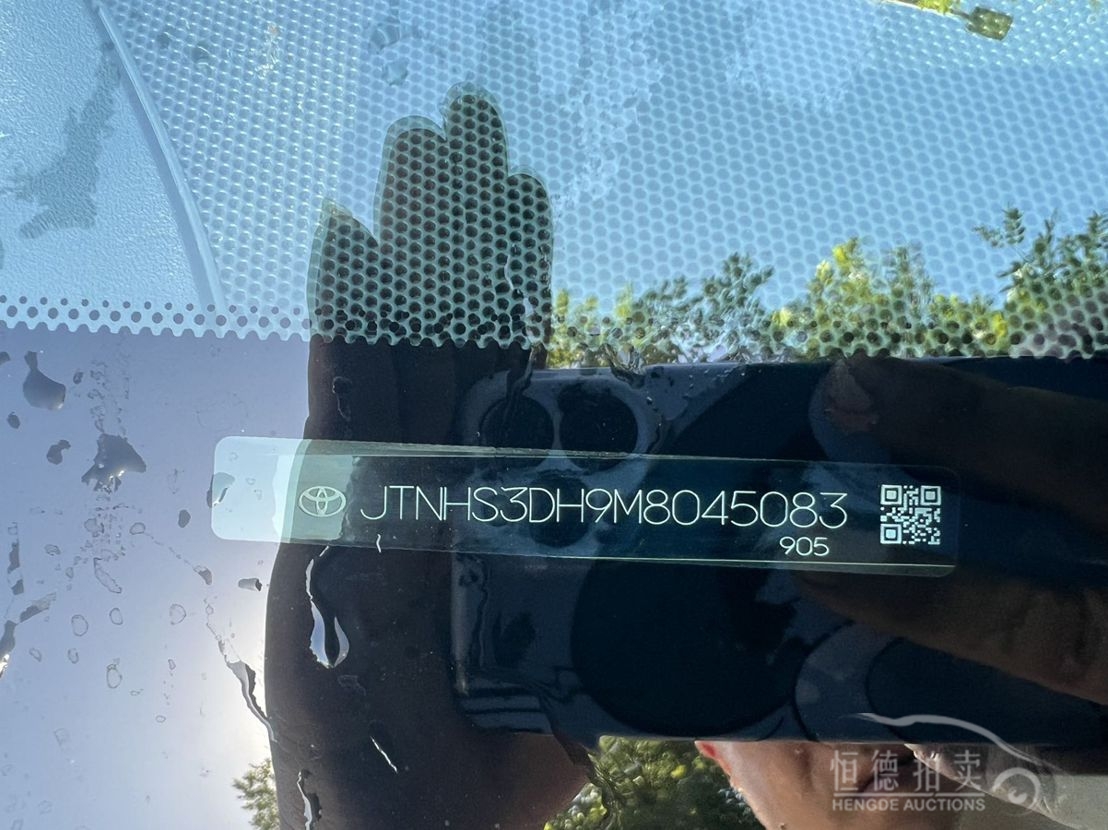 JTNHS3DH9M8045083
905
恒德拍卖
HENGDE AUCTIONS